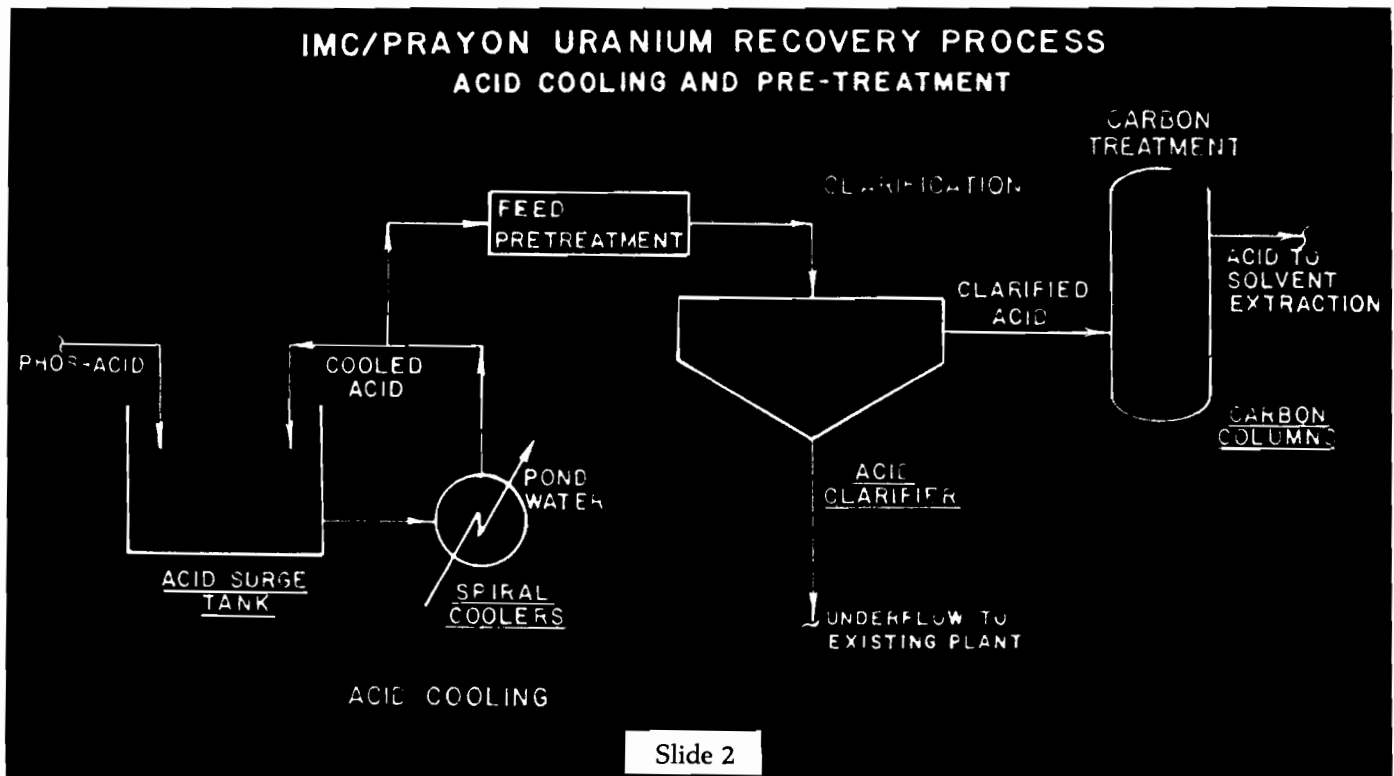 IMC/PRAYON URANIUM RECOVERY PROCESS
ACID COOLING AND PRE-TREATMENT
CARBON
TREATMENT
CLARIFICATION
FEED
PRETREATMENT
ACID TO
SOLVENT
EXTRACTION
CLARIFIED
ACID
PHOS-ACID
COOLED
ACID
CARBON
COLUMNS
POND
WATER
ACID
CLARIFIER
ACID SURGE
TANK
SPIRAL
COOLERS
UNDERFLOW TO
EXISTING PLANT
ACID COOLING
Slide 2